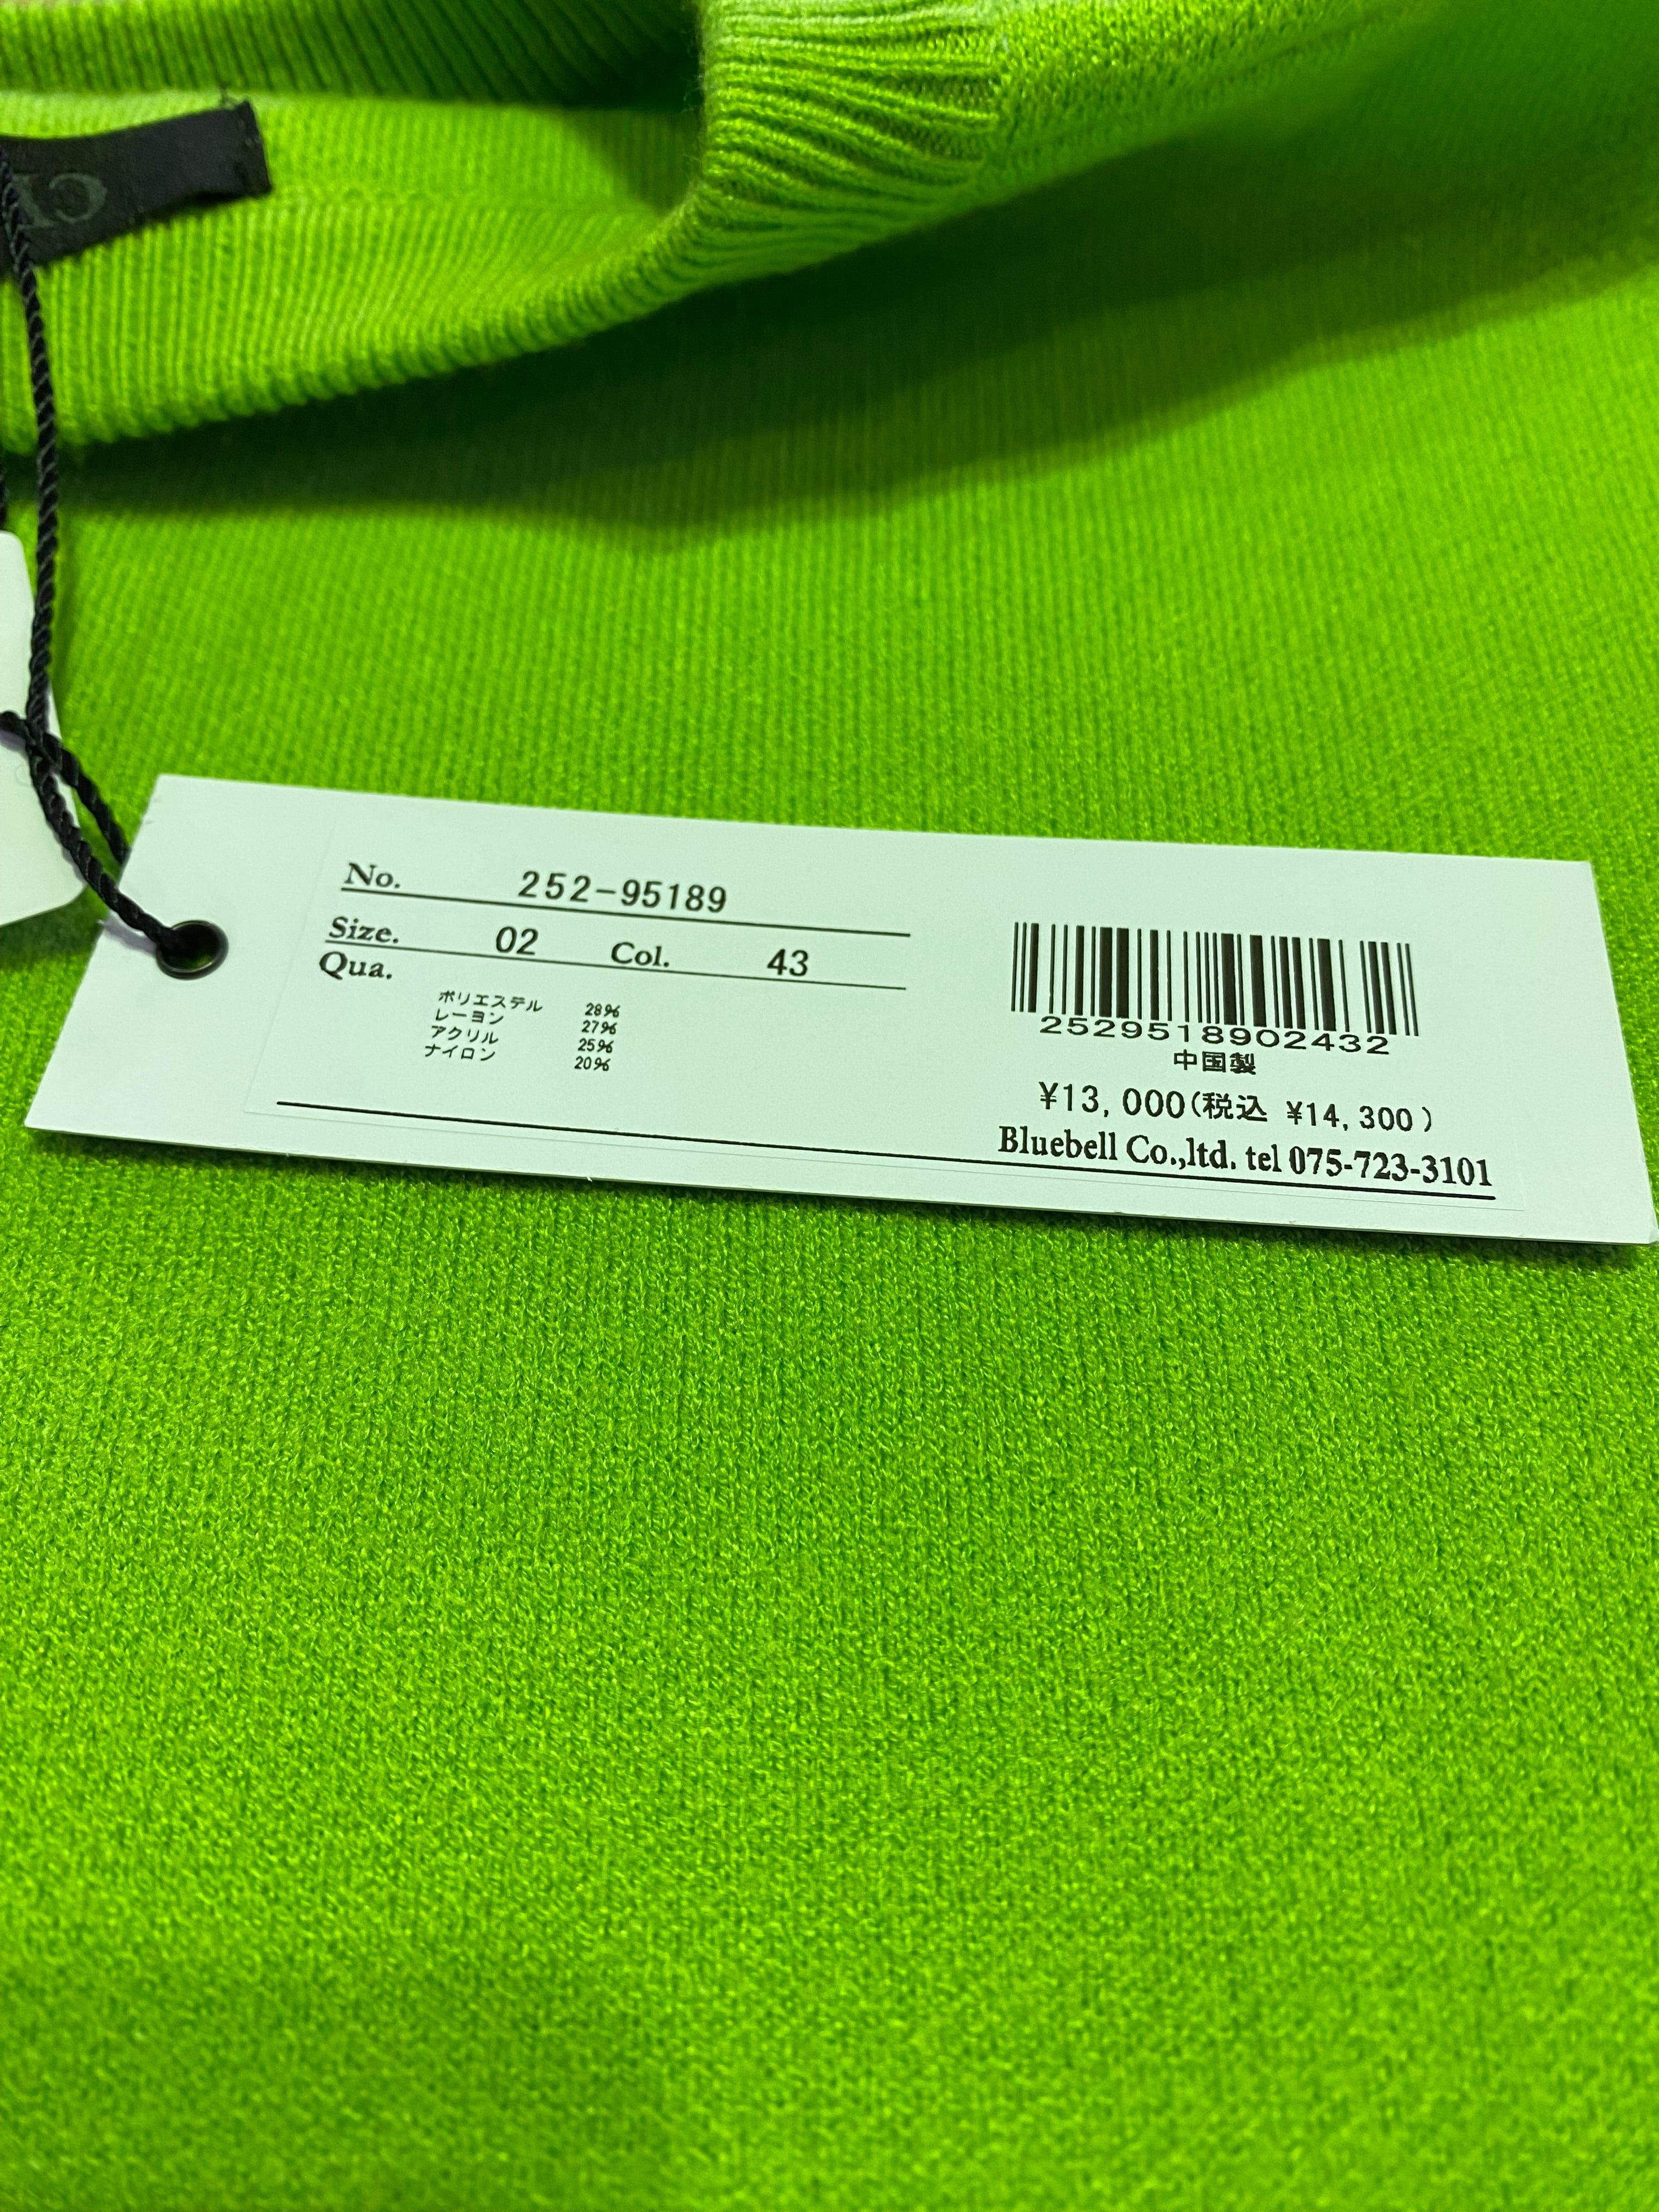 No. 252-95189
Size. 02 Col. 43
Qua.
ポリエステル 28%
レーヨン 27%
アクリル 25%
ナイロン 20%
2529518902432
中国製
¥13,000(税込 ¥14,300)
Bluebell Co.,ltd. tel 075-723-3101